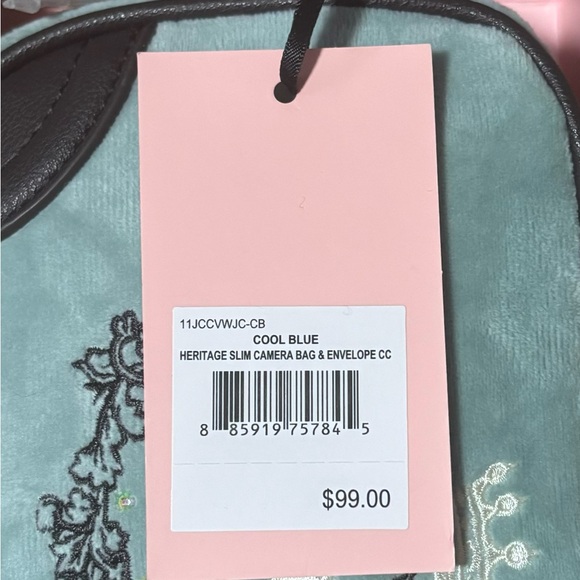 11JCCVWJC-CB
COOL BLUE
HERITAGE SLIM CAMERA BAG & ENVELOPE CC
8 85919 75784 5
$99.00